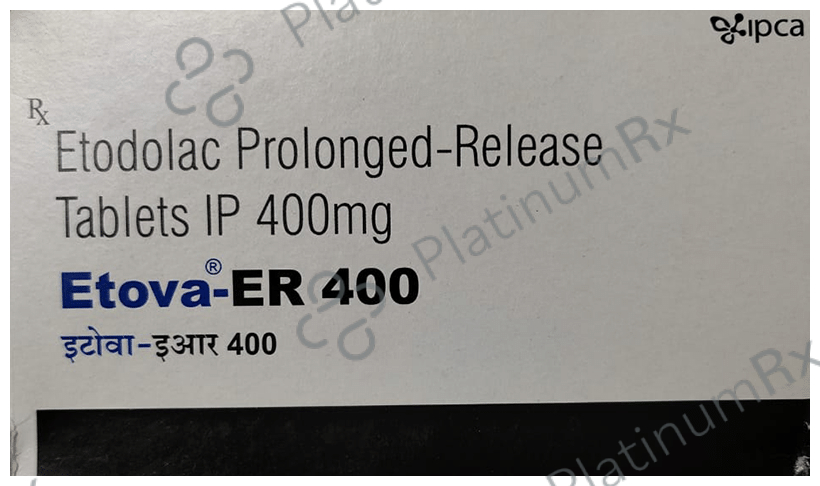 ipca
Rx
Etodolac Prolonged-Release
Tablets IP 400mg
Etova®-ER 400
इटोवा-इआर 400
PlatinumRx
PlatinumRx
PlatinumRx